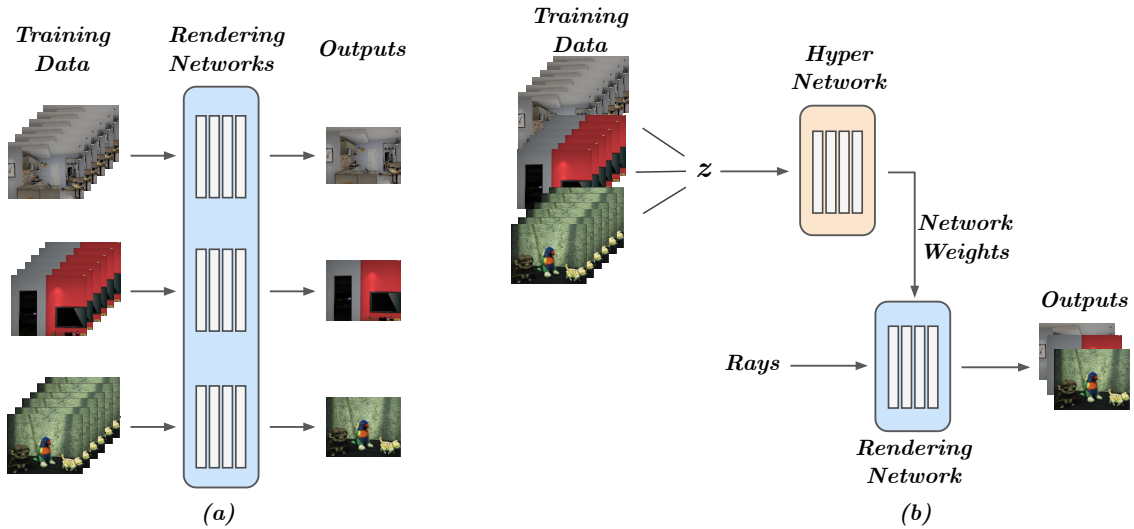 Training
Data
Rendering
Networks
Outputs
(a)
Training
Data
z
Hyper
Network
Network
Weights
Rays
Outputs
Rendering
Network
(b)